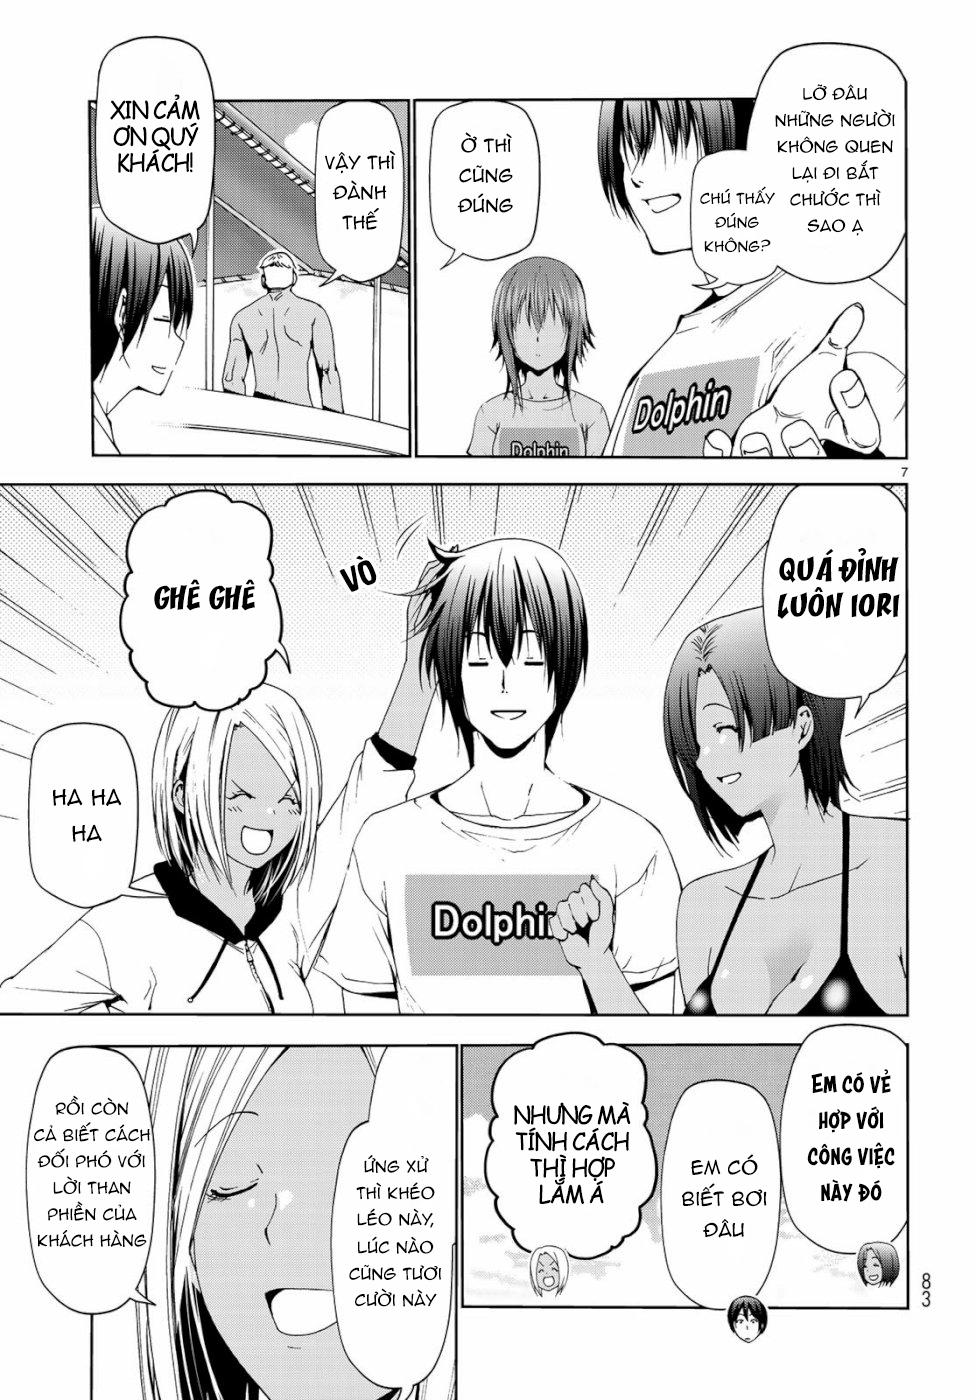 LỠ ĐÂU
NHỮNG NGƯỜI
KHÔNG QUEN
LẠI ĐI BẮT
CHƯỚC THÌ
SAO Ạ
CHÚ THẤY
ĐÚNG
KHÔNG?
Ờ THÌ
CŨNG
ĐÚNG
Dolphin
Dolphin
VẬY THÌ
ĐÀNH
THẾ
XIN CẢM
ƠN QUÝ
KHÁCH!
7
QUÁ ĐỈNH
LUÔN IORI
VÒ
GHÊ GHÊ
HA HA
HA
Dolphin
EM CÓ VẺ
HỢP VỚI
CÔNG VIỆC
NÀY ĐÓ
EM CÓ
BIẾT BƠI
ĐÂU
NHƯNG MÀ
TÍNH CÁCH
THÌ HỢP
LẮM Á
83
ỨNG XỬ
THÌ KHÉO
LÉO NÀY,
LÚC NÀO
CŨNG TƯƠI
CƯỜI NÀY
RỒI CÒN
CẢ BIẾT CÁCH
ĐỐI PHÓ VỚI
LỜI THAN
PHIỀN CỦA
KHÁCH HÀNG